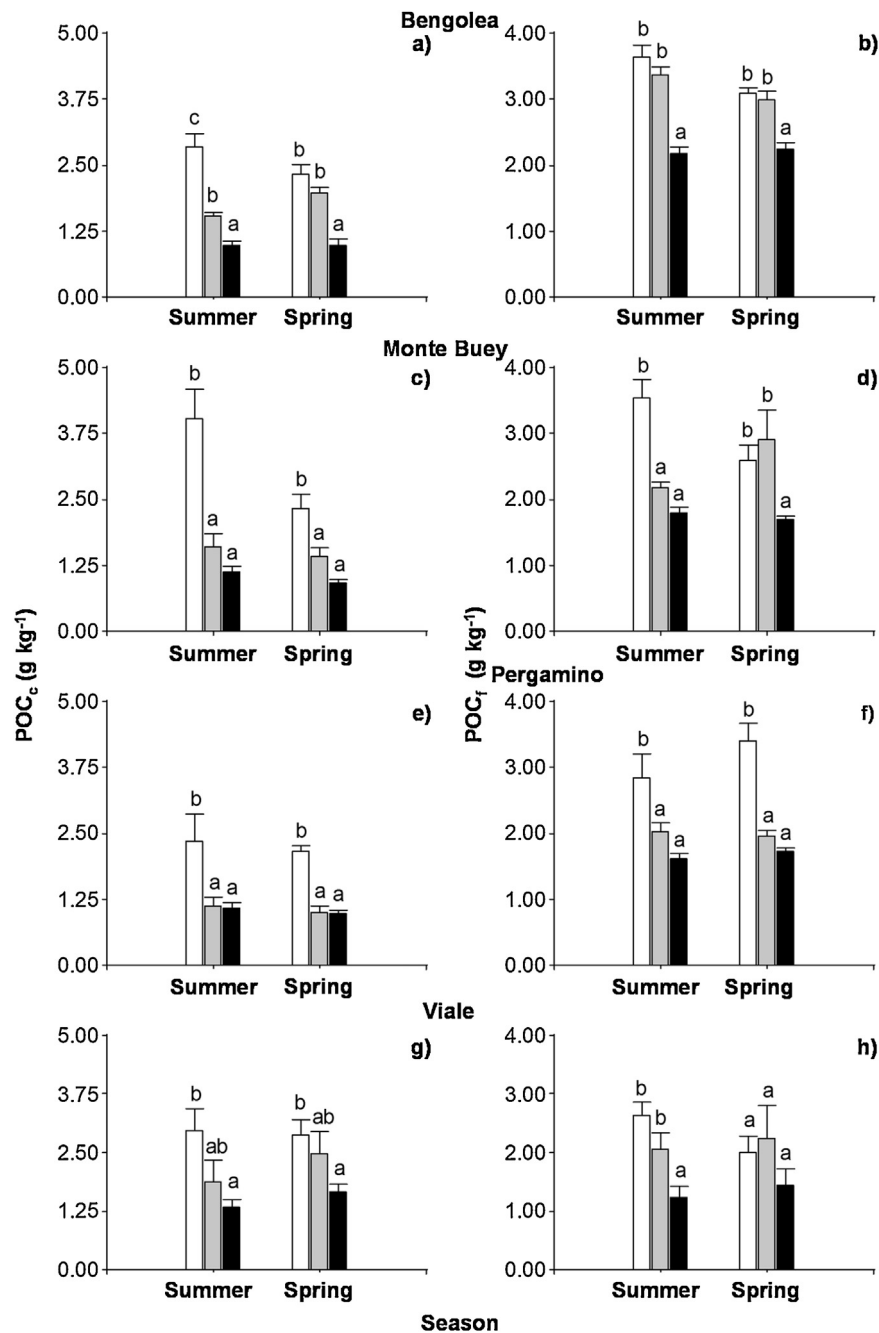 Bengolea
a)
5.00
3.75
2.50
1.25
0.00
c
b
a
b
b
a
Summer Spring
b)
4.00
3.00
2.00
1.00
0.00
b
b
a
b
b
a
Summer Spring
Monte Buey
c)
5.00
3.75
2.50
1.25
0.00
b
a
a
b
a
a
Summer Spring
d)
4.00
3.00
2.00
1.00
0.00
b
a
a
b
b
a
Summer Spring
POCc (g kg-1)
POCf (g kg-1)
Pergamino
e)
5.00
3.75
2.50
1.25
0.00
b
a
a
b
a
a
Summer Spring
f)
4.00
3.00
2.00
1.00
0.00
b
a
a
b
a
a
Summer Spring
Viale
g)
5.00
3.75
2.50
1.25
0.00
b
ab
a
b
ab
a
Summer Spring
h)
4.00
3.00
2.00
1.00
0.00
b
b
a
a
a
a
Summer Spring
Season